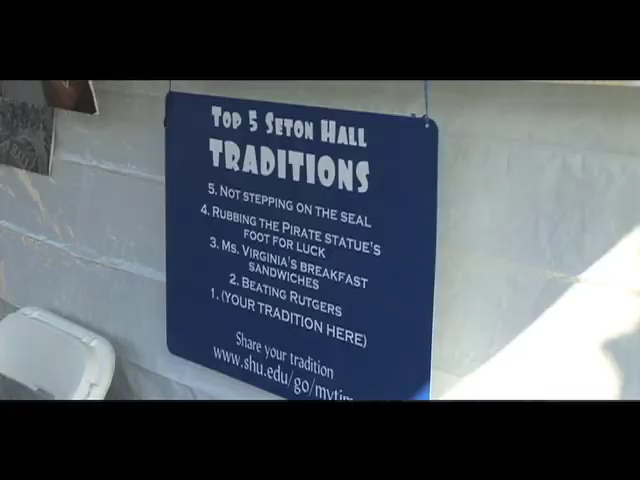 TOP 5 SETON HALL
TRADITIONS
5. NOT STEPPING ON THE SEAL
4. RUBBING THE PIRATE STATUE'S
FOOT FOR LUCK
3. MS. VIRGINIA'S BREAKFAST
SANDWICHES
2. BEATING RUTGERS
1. (YOUR TRADITION HERE)
Share your tradition
www.shu.edu/go/mytim